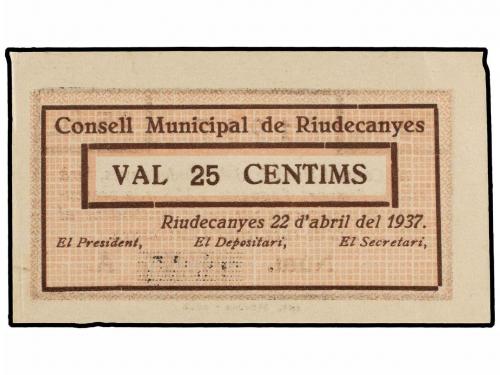 Consell Municipal de Riudecanyes
VAL 25 CENTIMS
Riudecanyes 22 d'abril del 1937.
El President, El Depositari, El Secretari,